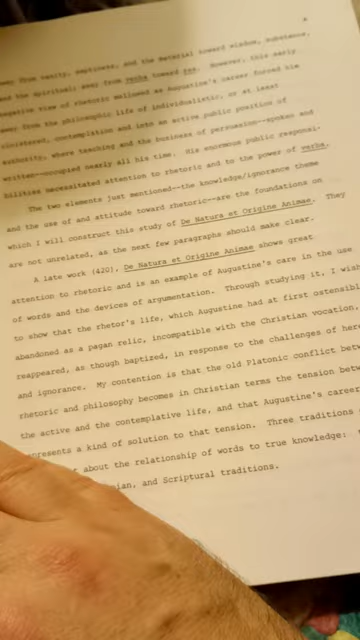 away from vanity, emptiness, and the material toward wisdom, substance,
and the spiritual; away from verba toward res. However, this early
negative view of rhetoric mellowed as Augustine's career forced him
away from the philosophic life of individualistic, or at least
cloistered, contemplation and into an active public position of
authority, where teaching and the business of persuasion--spoken and
written--occupied nearly all his time. His enormous public responsi-
bilities necessitated attention to rhetoric and to the power of verba.
The two elements just mentioned--the knowledge/ignorance theme
and the use of and attitude toward rhetoric--are the foundations on
which I will construct this study of De Natura et Origine Animae. They
are not unrelated, as the next few paragraphs should make clear.
A late work (420), De Natura et Origine Animae shows great
attention to rhetoric and is an example of Augustine's care in the use
of words and the devices of argumentation. Through studying it, I wish
to show that the rhetor's life, which Augustine had at first ostensibl
abandoned as a pagan relic, incompatible with the Christian vocation,
reappeared, as though baptized, in response to the challenges of here
and ignorance. My contention is that the old Platonic conflict betw
rhetoric and philosophy becomes in Christian terms the tension betw
the active and the contemplative life, and that Augustine's career
epresents a kind of solution to that tension. Three traditions
about the relationship of words to true knowledge:
nian, and Scriptural traditions.